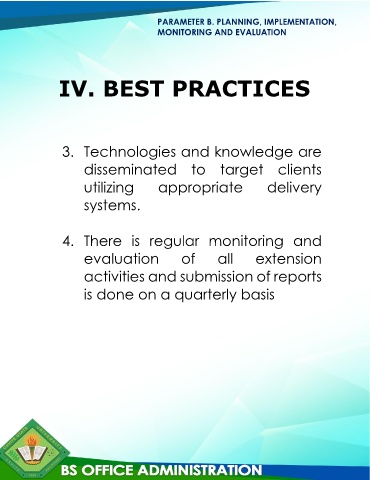 PARAMETER B. PLANNING, IMPLEMENTATION,
MONITORING AND EVALUATION
IV. BEST PRACTICES
3. Technologies and knowledge are
disseminated to target clients
utilizing appropriate delivery
systems.
4. There is regular monitoring and
evaluation of all extension
activities and submission of reports
is done on a quarterly basis
BS OFFICE ADMINISTRATION